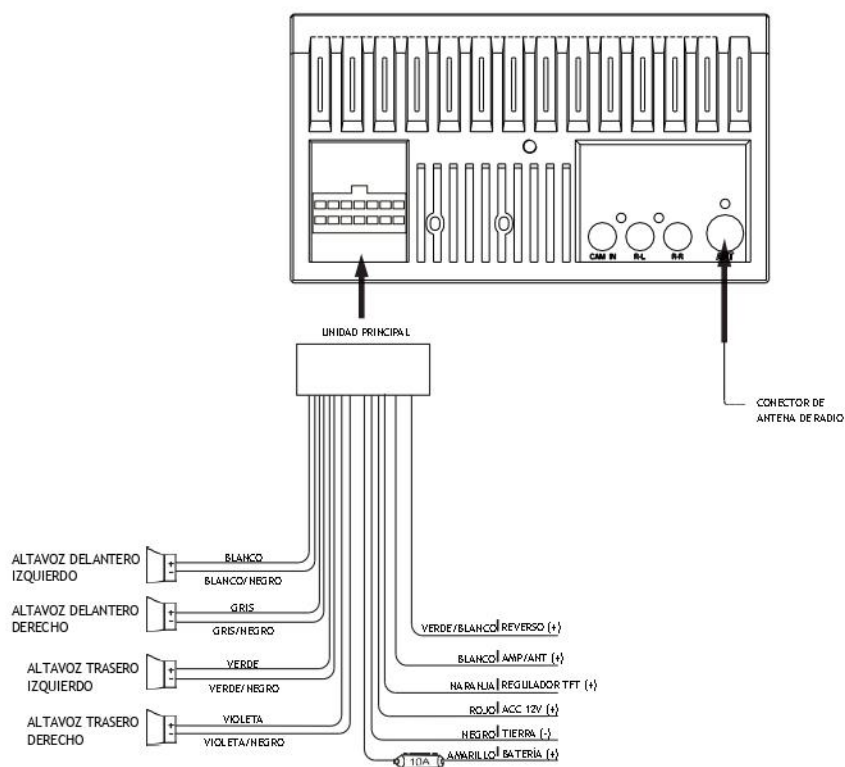 CAM IN
R-L
R-R
ANT
UNIDAD PRINCIPAL
CONECTOR DE
ANTENA DE RADIO
ALTAVOZ DELANTERO
IZQUIERDO
+
-
BLANCO
BLANCO/NEGRO
ALTAVOZ DELANTERO
DERECHO
+
-
GRIS
GRIS/NEGRO
ALTAVOZ TRASERO
IZQUIERDO
+
-
VERDE
VERDE/NEGRO
ALTAVOZ TRASERO
DERECHO
+
-
VIOLETA
VIOLETA/NEGRO
VERDE/BLANCO REVERSO (+)
BLANCO AMP/ANT (+)
NARANJA REGULADOR TFT (+)
ROJO ACC 12V (+)
NEGRO TIERRA (-)
10A AMARILLO BATERÍA (+)